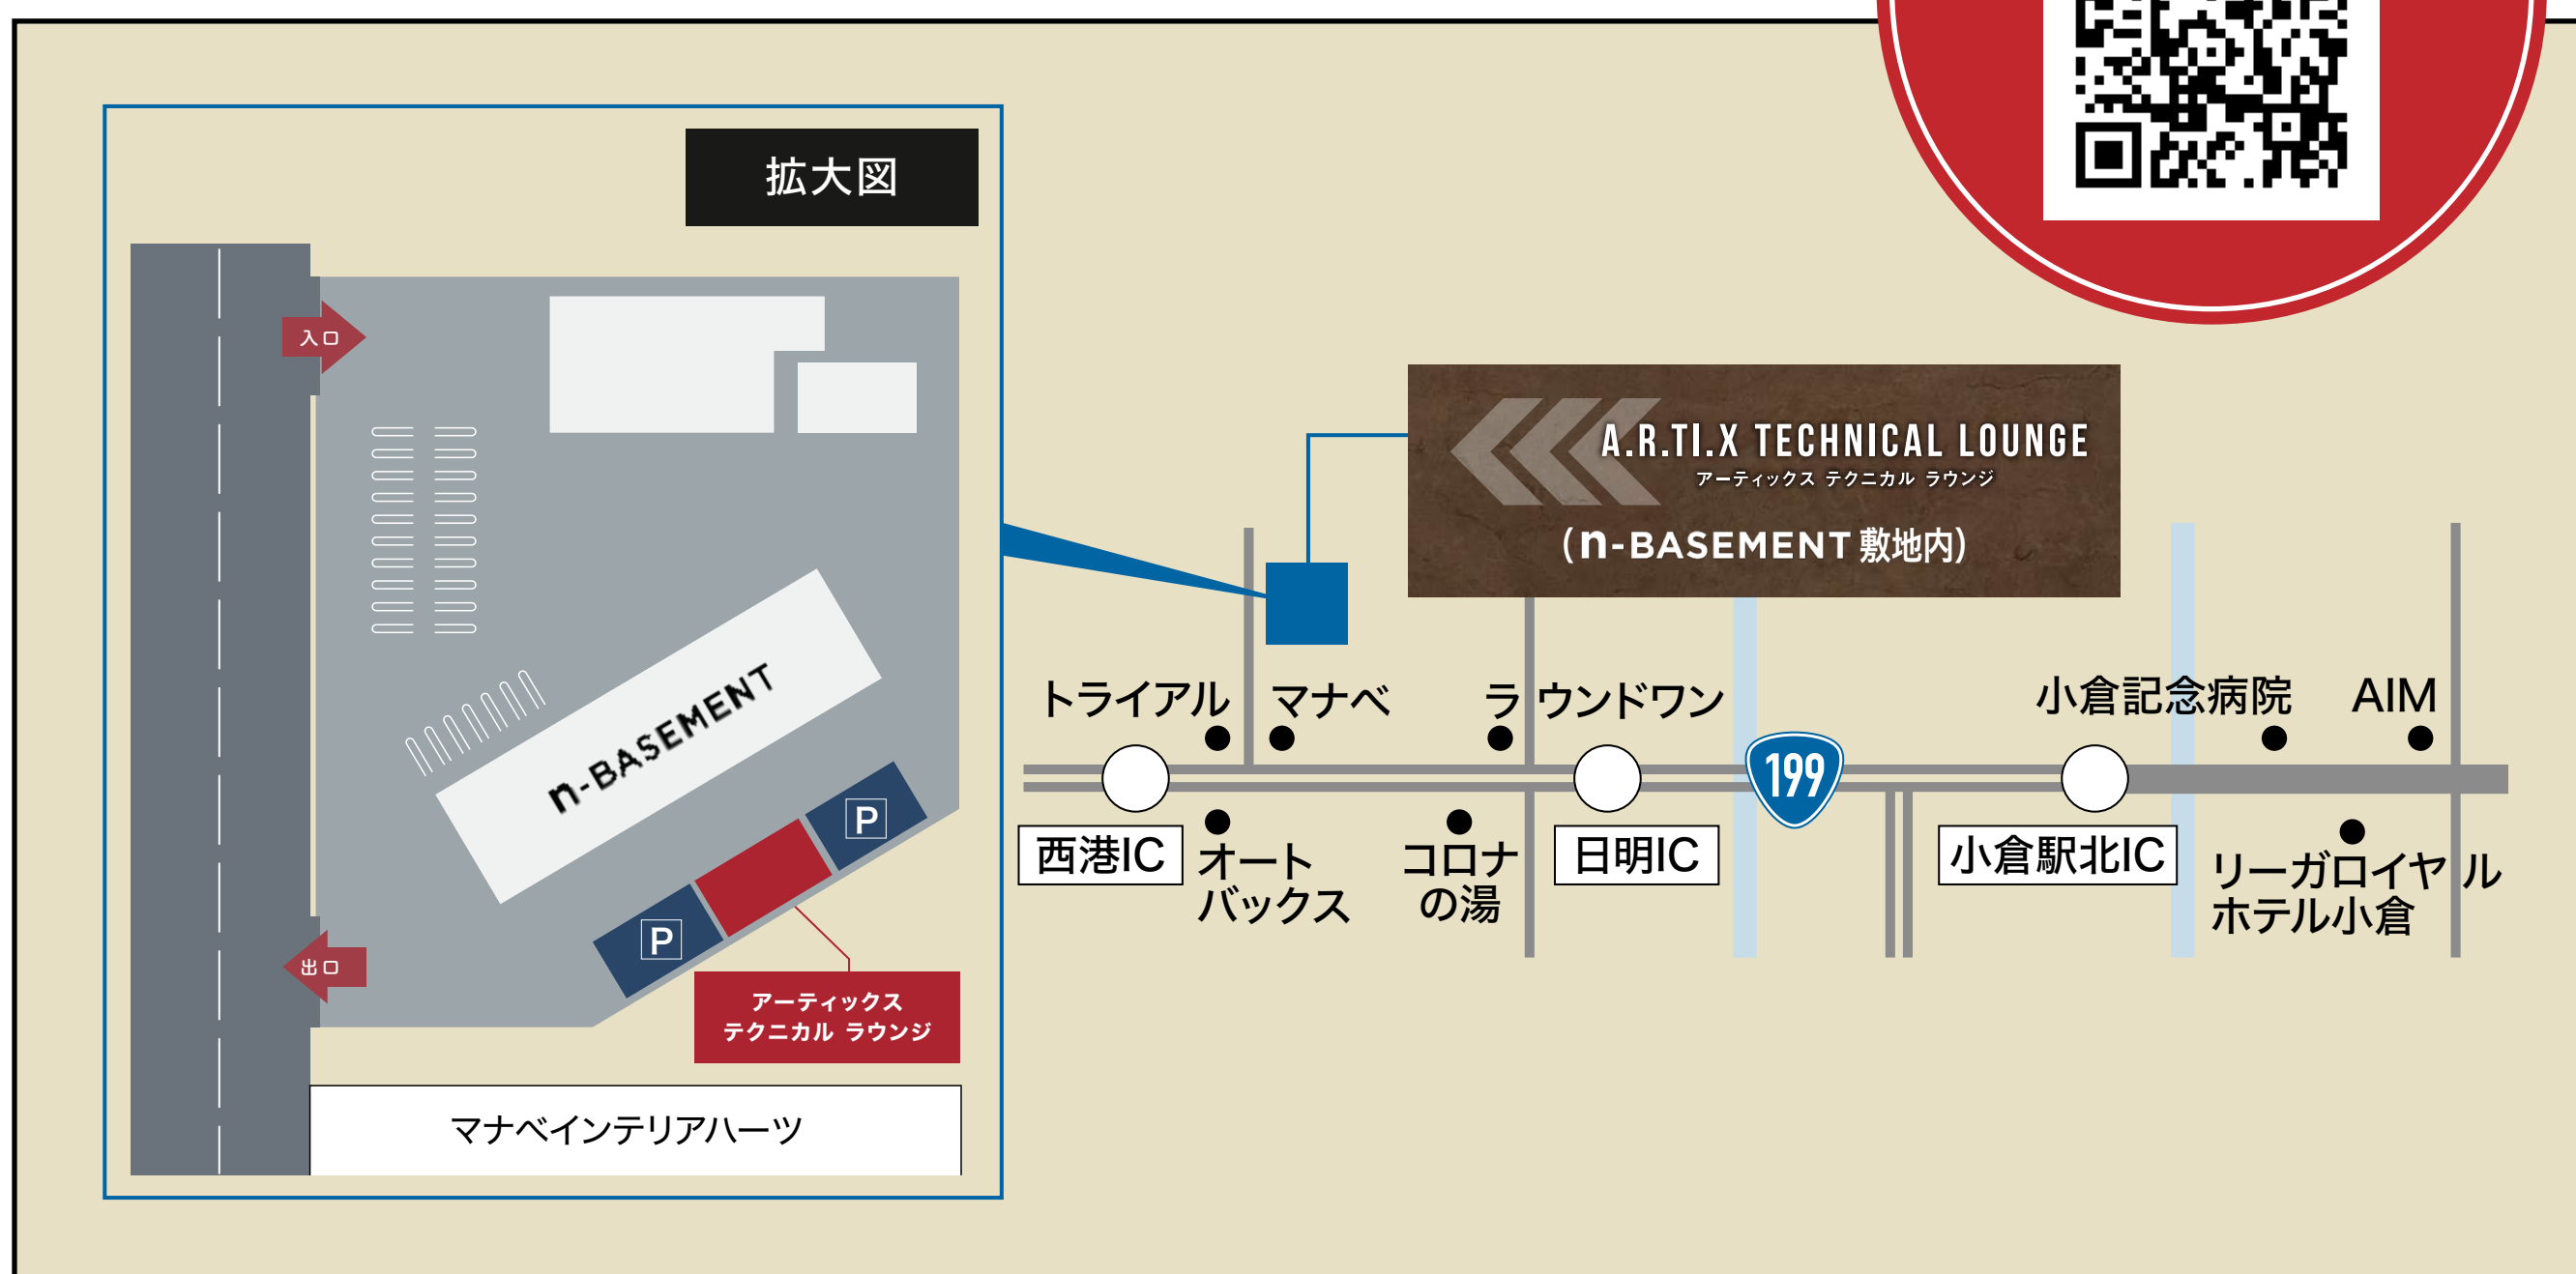 拡大図
入口
n-BASEMENT
P
P
出口
アーティックス
テクニカル ラウンジ
マナベインテリアハーツ
A.R.TI.X TECHNICAL LOUNGE
アーティックス テクニカル ラウンジ
(n-BASEMENT 敷地内)
トライアル
マナベ
ラウンドワン
小倉記念病院
AIM
199
西港IC
オート
バックス
コロナ
の湯
日明IC
小倉駅北IC
リーガロイヤル
ホテル小倉